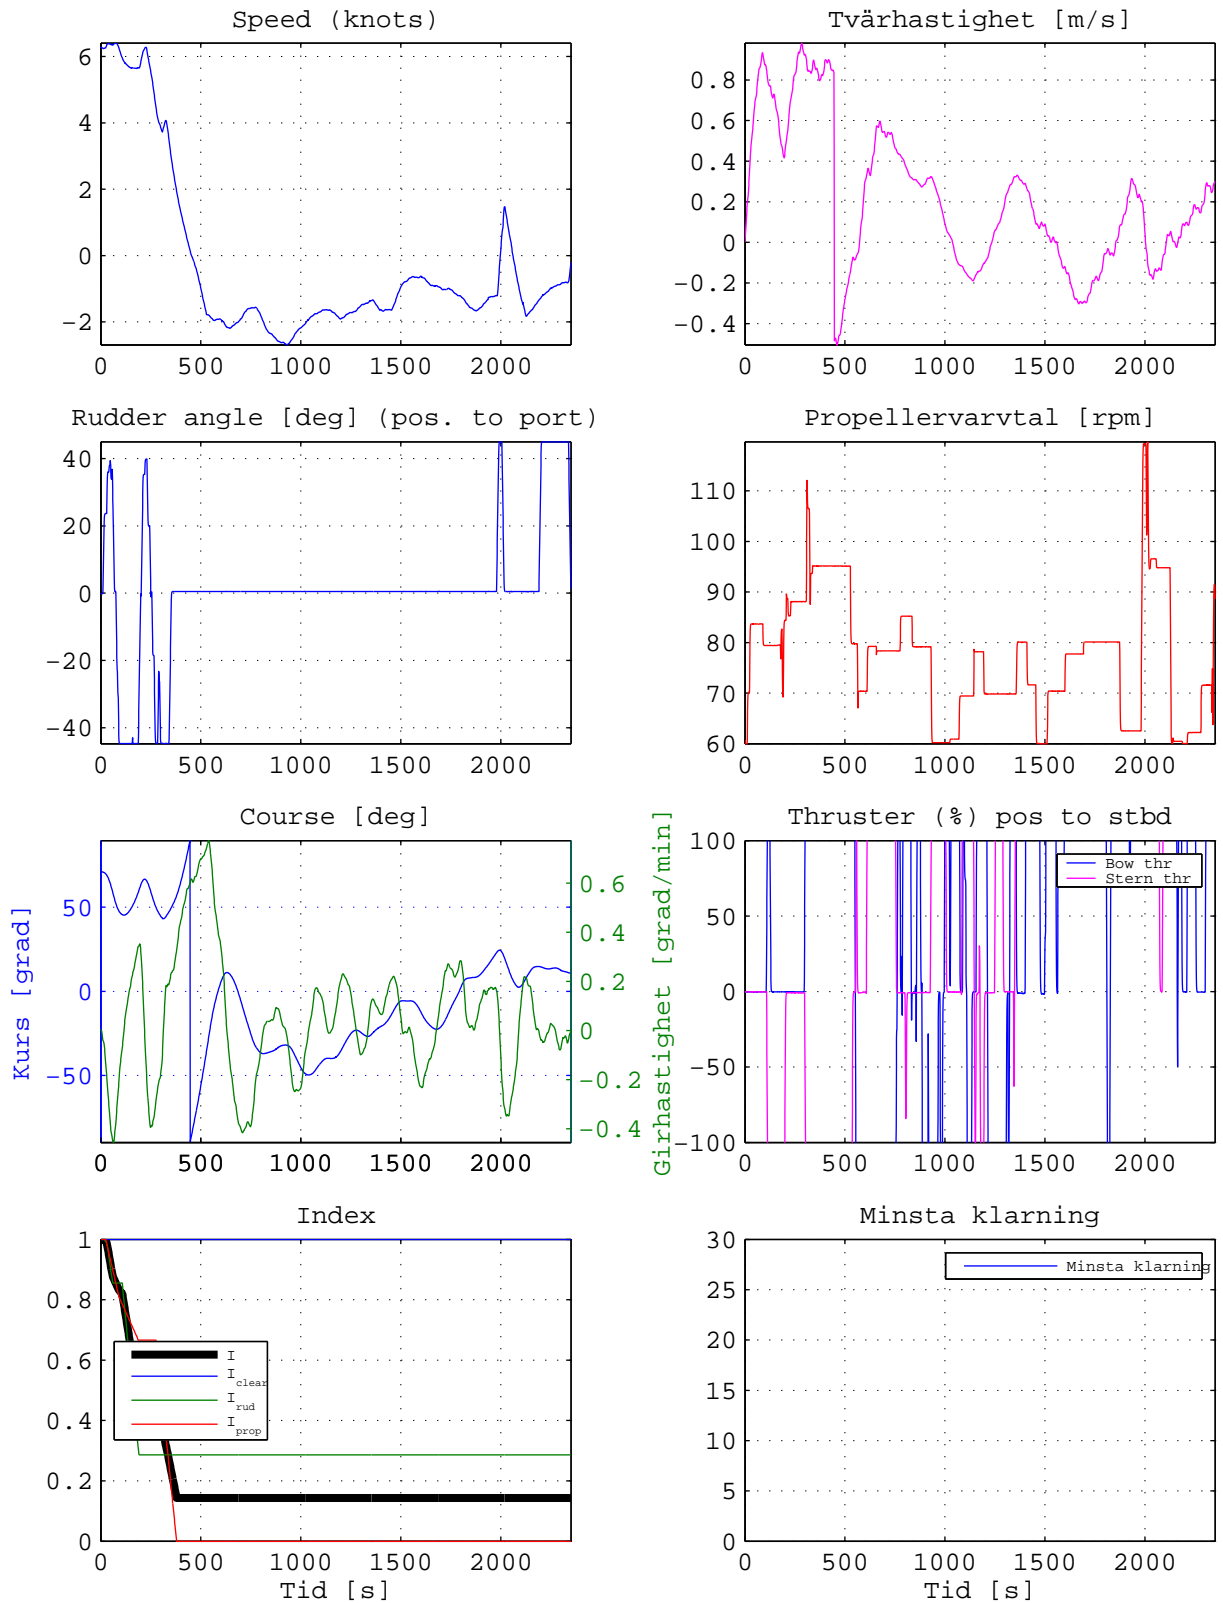 Speed (knots)
6
4
2
0
−2
0 500 1000 1500 2000
Tvärhastighet [m/s]
0.8
0.6
0.4
0.2
0
−0.2
−0.4
0 500 1000 1500 2000
Rudder angle [deg] (pos. to port)
40
20
0
−20
−40
0 500 1000 1500 2000
Propellervarvtal [rpm]
110
100
90
80
70
60
0 500 1000 1500 2000
Course [deg]
Kurs [grad]
50
0
−50
0 500 1000 1500 2000
0.6
0.4
0.2
0
−0.2
−0.4
Girhastighet [grad/min]
Thruster (%) pos to stbd
100
50
0
−50
−100
0 500 1000 1500 2000
Bow thr
Stern thr
Index
1
0.8
0.6
0.4
0.2
0
0 500 1000 1500 2000
Tid [s]
I
I clear
I rud
I prop
Minsta klarning
30
25
20
15
10
5
0
0 500 1000 1500 2000
Tid [s]
Minsta klarning